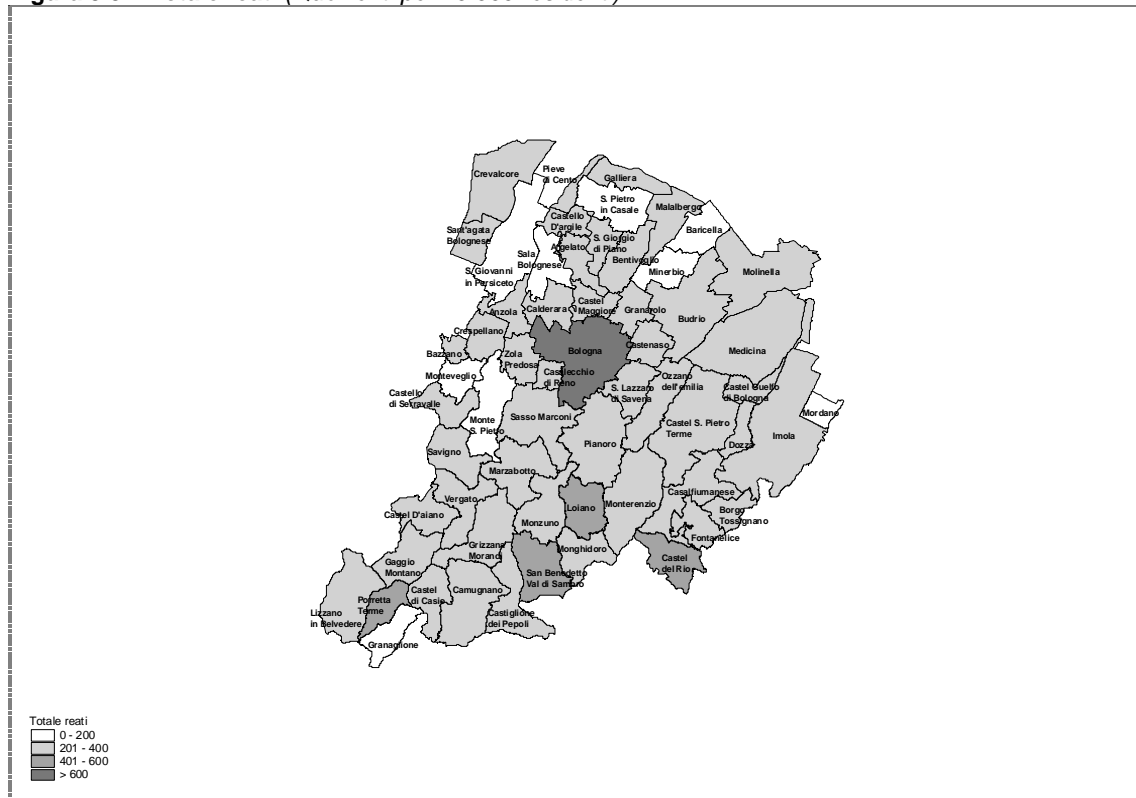 Crevalcore
Pieve
di Cento
Galliera
S. Pietro
in Casale
Malalbergo
Baricella
Castello
D'argile
Sant'agata
Bolognese
Argelato
S. Giorgio
di Piano
Bentivoglio
Minerbio
Molinella
Sala
Bolognese
S. Giovanni
in Persiceto
Anzola
Calderara
Castel
Maggiore
Granarolo
Budrio
Crespellano
Bazzano
Zola
Predosa
Bologna
Castenaso
Medicina
Monteveglio
Casalecchio
di Reno
S. Lazzaro
di Savena
Ozzano
dell'emilia
Castel Guelfo
di Bologna
Castello
di Serravalle
Mordano
Monte
S. Pietro
Sasso Marconi
Pianoro
Castel S. Pietro
Terme
Dozza
Imola
Savigno
Marzabotto
Vergato
Loiano
Monterenzio
Casalfiumanese
Castel D'aiano
Monzuno
Borgo
Tossignano
Fontanelice
Grizzana
Morandi
Monghidoro
Gaggio
Montano
San Benedetto
Val di Sambro
Castel
del Rio
Castel
di Casio
Camugnano
Porretta
Terme
Lizzano
in Belvedere
Castiglione
dei Pepoli
Granaglione
Totale reati
0 - 200
201 - 400
401 - 600
> 600